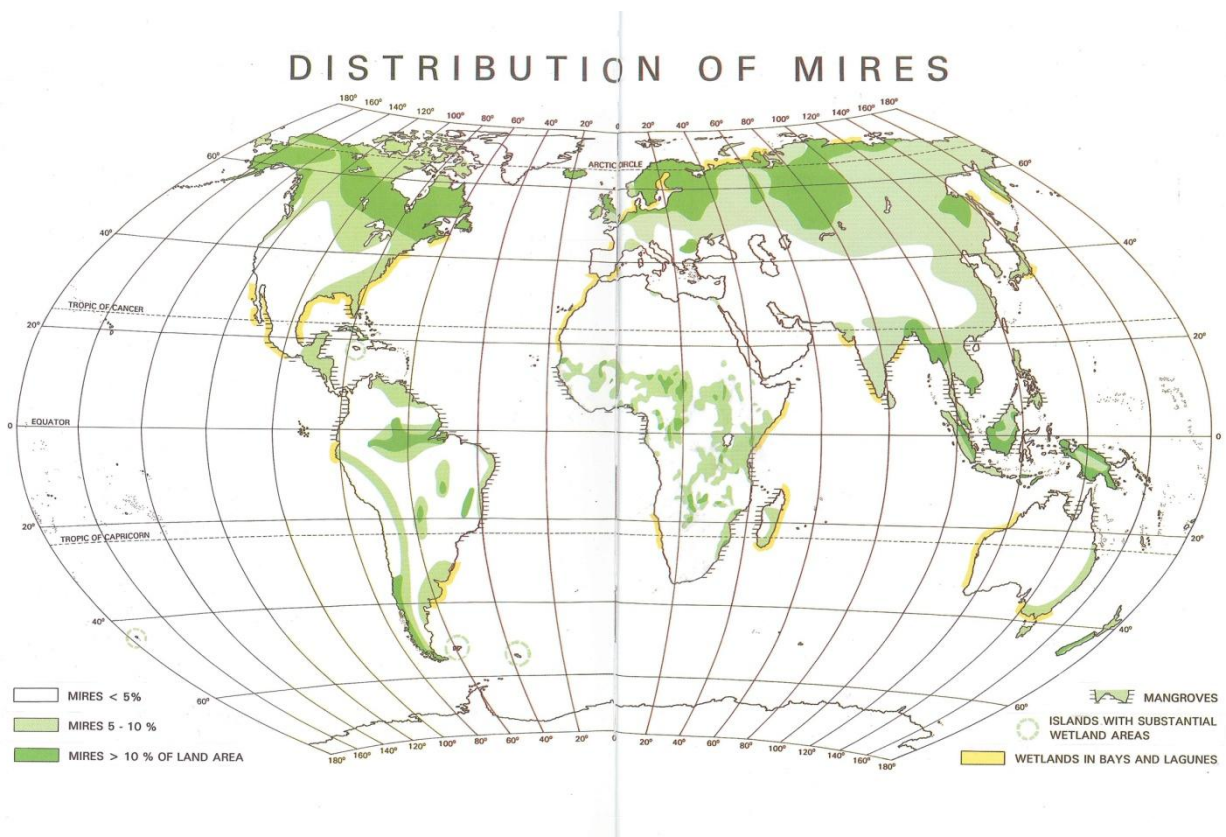 DISTRIBUTION OF MIRES
180° 160° 140° 120° 100° 80° 60° 40° 20° 0 20° 40° 60° 80° 100° 120° 140° 160° 180°
60°
ARCTIC CIRCLE
60°
40°
40°
TROPIC OF CANCER
20°
20°
0
EQUATOR
0
20°
20°
TROPIC OF CAPRICORN
40°
40°
60°
60°
MIRES < 5%
MIRES 5 - 10 %
MIRES > 10 % OF LAND AREA
MANGROVES
ISLANDS WITH SUBSTANTIAL
WETLAND AREAS
WETLANDS IN BAYS AND LAGUNES
180° 160° 140° 120° 100° 80° 60° 40° 20° 0° 20° 40° 60° 80° 100° 120° 140° 160° 180°